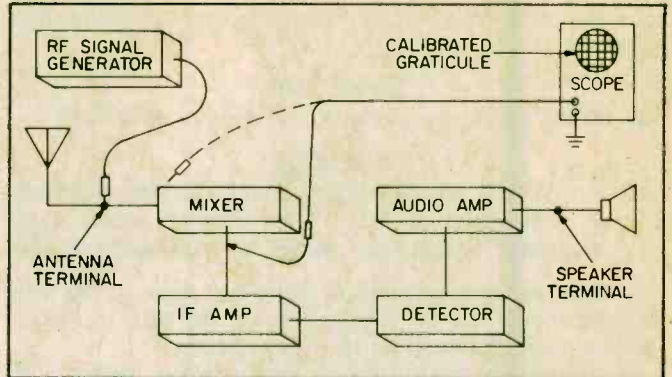 RF SIGNAL
GENERATOR
CALIBRATED
GRATICULE
SCOPE
MIXER
AUDIO AMP
ANTENNA
TERMINAL
SPEAKER
TERMINAL
IF AMP
DETECTOR